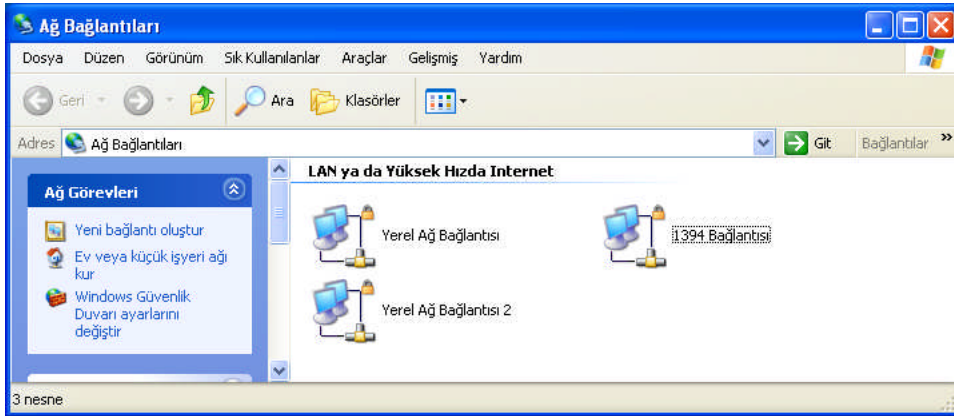 Ağ Bağlantıları
Dosya Düzen Görünüm Sık Kullanılanlar Araçlar Gelişmiş Yardım
Geri Ara Klasörler
Adres Ağ Bağlantıları Git Bağlantılar »
Ağ Görevleri
Yeni bağlantı oluştur
Ev veya küçük işyeri ağı
kur
Windows Güvenlik
Duvarı ayarlarını
değiştir
LAN ya da Yüksek Hızda Internet
Yerel Ağ Bağlantısı
1394 Bağlantısı
Yerel Ağ Bağlantısı 2
3 nesne